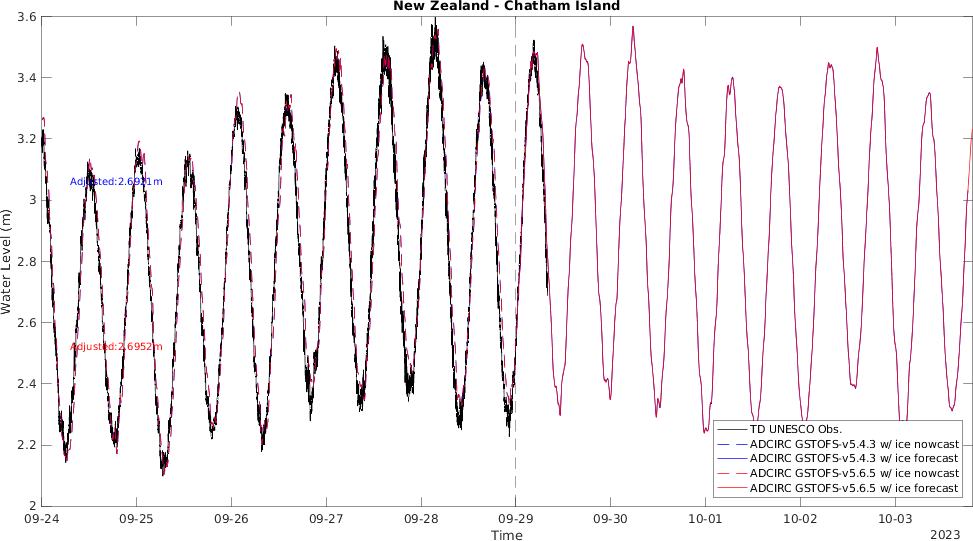 New Zealand - Chatham Island
3.6
3.4
3.2
3
2.8
2.6
2.4
2.2
2
Water Level (m)
Adjusted:2.6921m
Adjusted:2.6952m
TD UNESCO Obs.
ADCIRC GSTOFS-v5.4.3 w/ ice nowcast
ADCIRC GSTOFS-v5.4.3 w/ ice forecast
ADCIRC GSTOFS-v5.6.5 w/ ice nowcast
ADCIRC GSTOFS-v5.6.5 w/ ice forecast
09-24 09-25 09-26 09-27 09-28 09-29 09-30 10-01 10-02 10-03
Time
2023